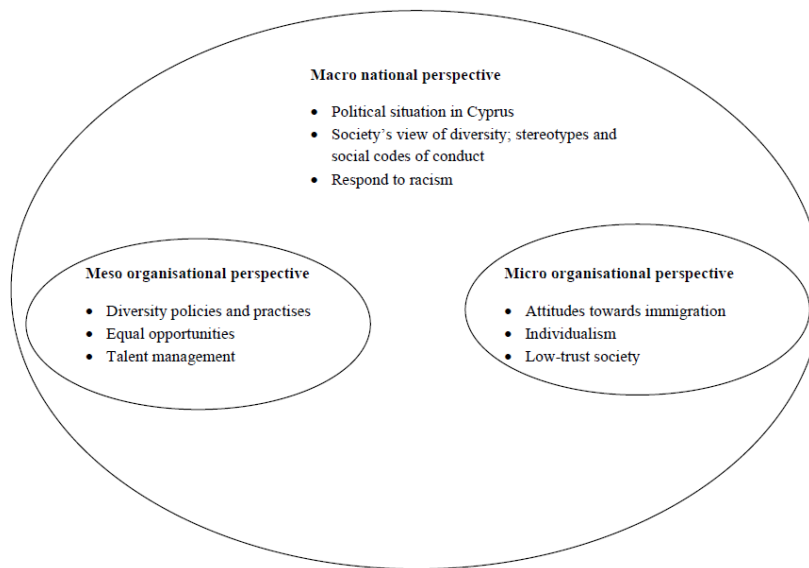 Macro national perspective
• Political situation in Cyprus
• Society's view of diversity; stereotypes and
social codes of conduct
• Respond to racism
Meso organisational perspective
• Diversity policies and practises
• Equal opportunities
• Talent management
Micro organisational perspective
• Attitudes towards immigration
• Individualism
• Low-trust society